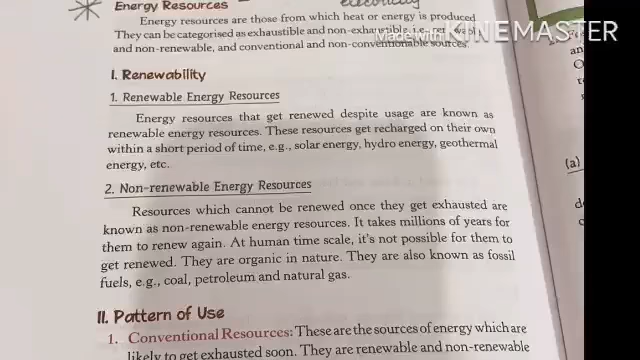 electricity
Energy Resources
Energy resources are those from which heat or energy is produced
They can be categorised as exhaustible and non-exhaustible, i.e., renewabl
and non-renewable, and conventional and non-conventionable sources.
Made with KINEMASTER
I. Renewability
1. Renewable Energy Resources
Energy resources that get renewed despite usage are known as
renewable energy resources. These resources get recharged on their own
within a short period of time, e.g., solar energy, hydro energy, geothermal
energy, etc.
2. Non-renewable Energy Resources
Resources which cannot be renewed once they get exhausted are
known as non-renewable energy resources. It takes millions of years for
them to renew again. At human time scale, it's not possible for them to
get renewed. They are organic in nature. They are also known as fossil
fuels, e.g., coal, petroleum and natural gas.
II. Pattern of Use
1. Conventional Resources: These are the sources of energy which are
likely to get exhausted soon. They are renewable and non-renewable
an
O
(a)
d